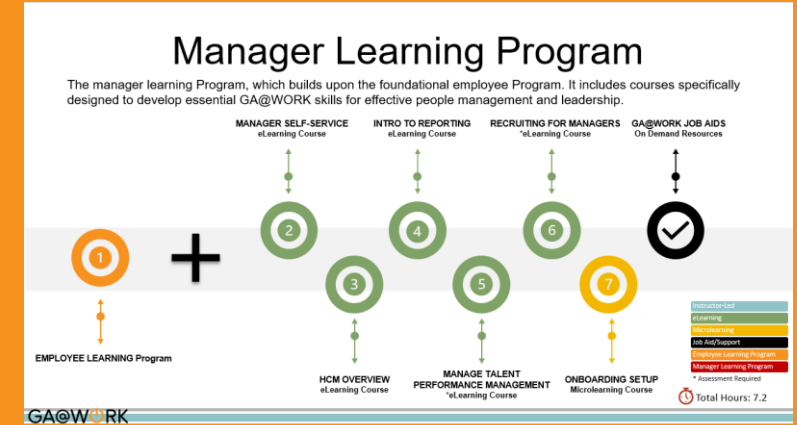 Manager Learning Program
The manager learning Program, which builds upon the foundational employee Program. It includes courses specifically
designed to develop essential GA@WORK skills for effective people management and leadership.
MANAGER SELF-SERVICE
eLearning Course
INTRO TO REPORTING
eLearning Course
RECRUITING FOR MANAGERS
*eLearning Course
GA@WORK JOB AIDS
On Demand Resources
1
2
3
4
5
6
7
EMPLOYEE LEARNING Program
HCM OVERVIEW
eLearning Course
MANAGE TALENT
PERFORMANCE MANAGEMENT
*eLearning Course
ONBOARDING SETUP
Microlearning Course
Instructor-Led
eLearning
Microlearning
Job Aid/Support
Employee Learning Program
Manager Learning Program
* Assessment Required
Total Hours: 7.2
GA@WORK